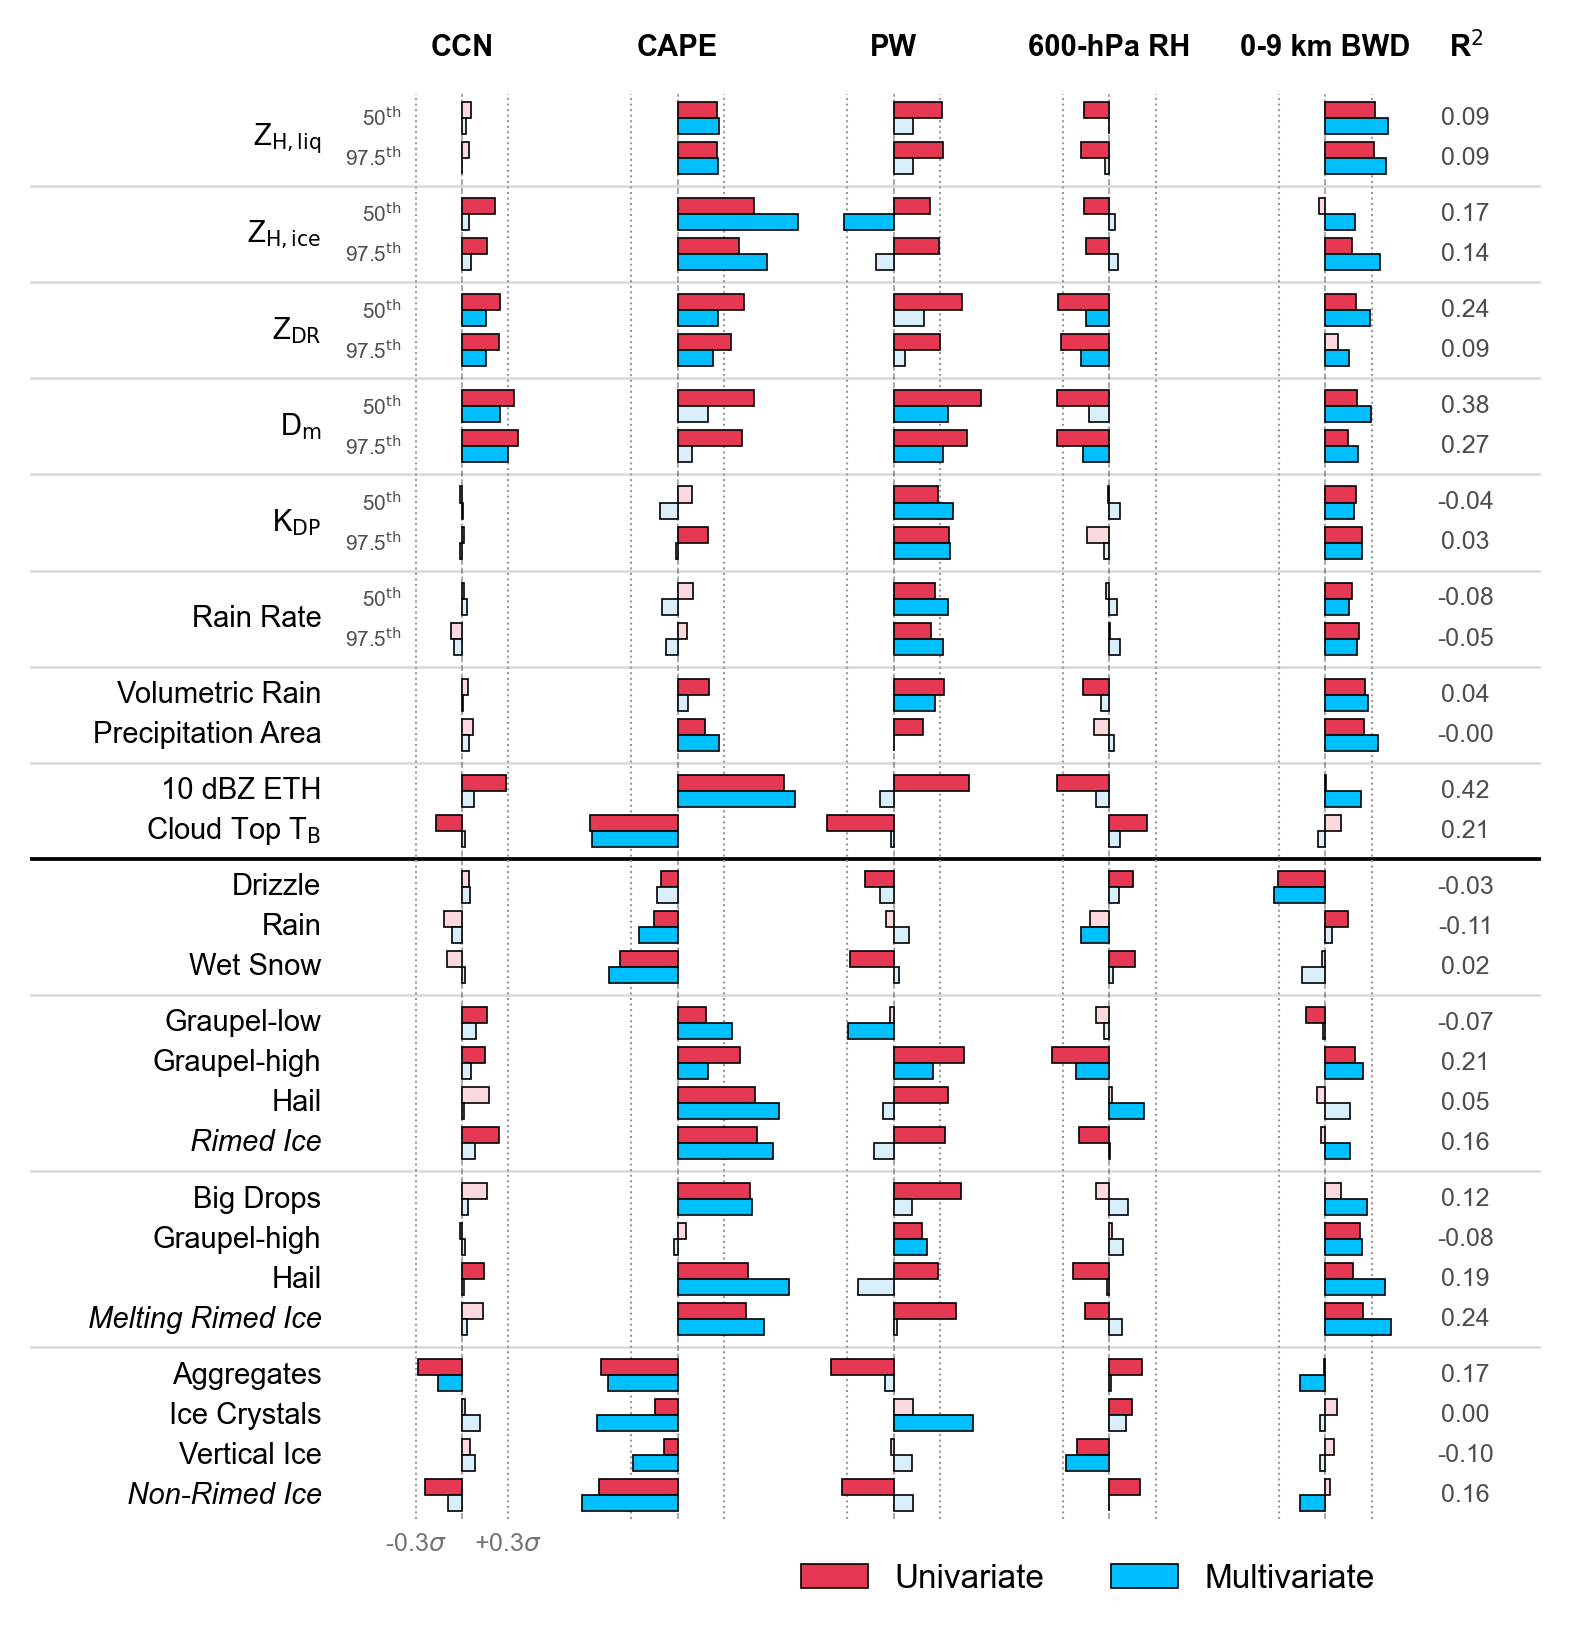 CCN CAPE PW 600-hPa RH 0-9 km BWD R²
Z_H, liq 50th 0.09
97.5th 0.09
Z_H, ice 50th 0.17
97.5th 0.14
Z_DR 50th 0.24
97.5th 0.09
D_m 50th 0.38
97.5th 0.27
K_DP 50th -0.04
97.5th 0.03
Rain Rate 50th -0.08
97.5th -0.05
Volumetric Rain 0.04
Precipitation Area -0.00
10 dBZ ETH 0.42
Cloud Top T_B 0.21
Drizzle -0.03
Rain -0.11
Wet Snow 0.02
Graupel-low -0.07
Graupel-high 0.21
Hail 0.05
Rimed Ice 0.16
Big Drops 0.12
Graupel-high -0.08
Hail 0.19
Melting Rimed Ice 0.24
Aggregates 0.17
Ice Crystals 0.00
Vertical Ice -0.10
Non-Rimed Ice 0.16
-0.3σ +0.3σ
Univariate Multivariate